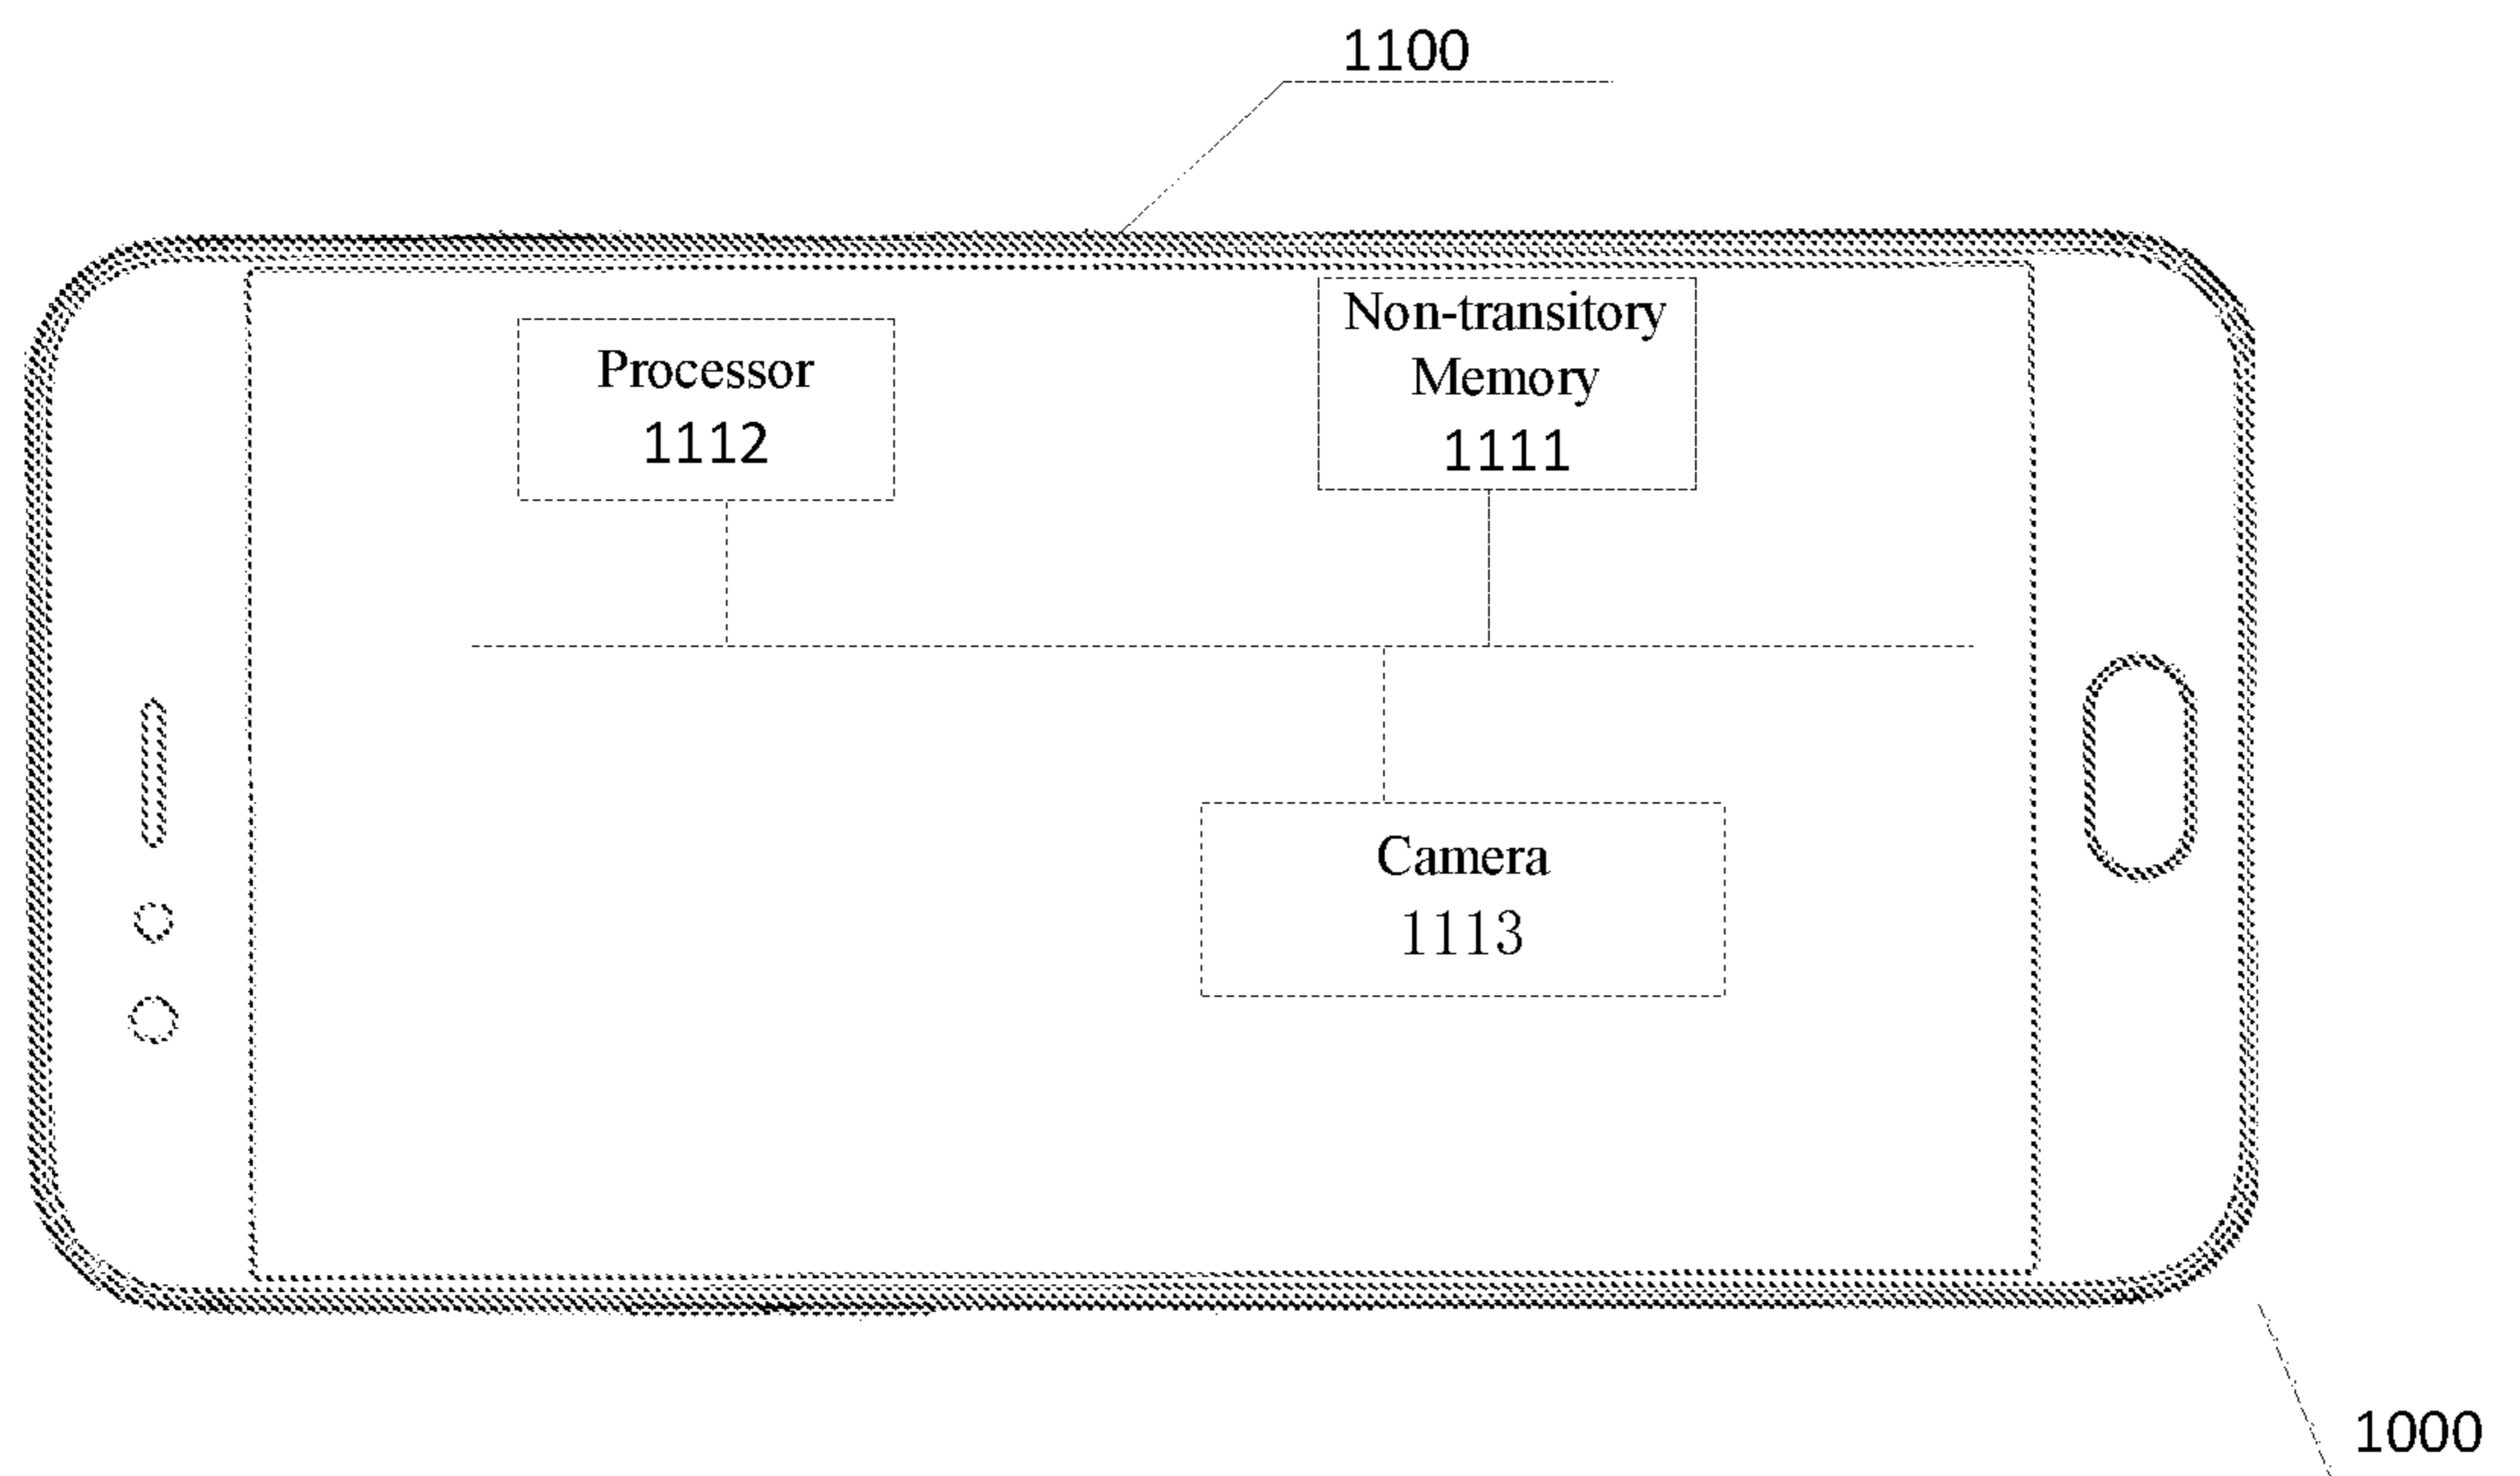 1100
Processor
1112
Non-transitory
Memory
1111
Camera
1113
1000